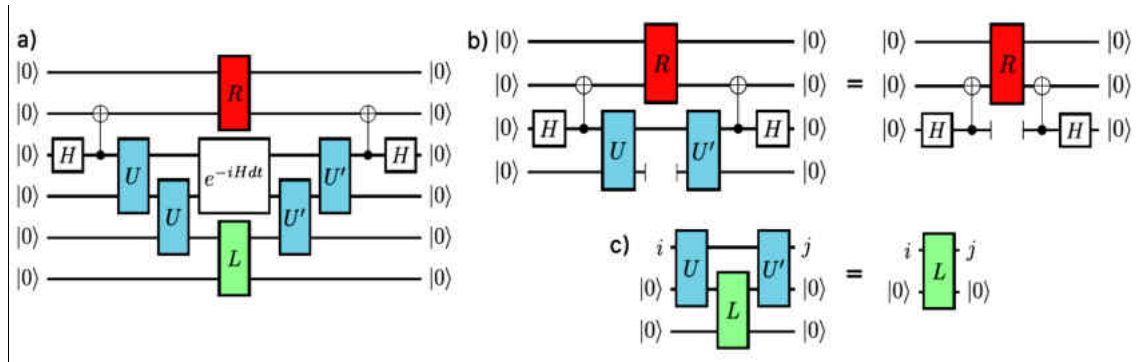 a)
|0⟩ R |0⟩
|0⟩ |0⟩
|0⟩ H U e^{-iHdt} U' H |0⟩
|0⟩ U U' |0⟩
|0⟩ L |0⟩
|0⟩ |0⟩
b)
|0⟩ R |0⟩ = |0⟩ R |0⟩
|0⟩ |0⟩ |0⟩ |0⟩
|0⟩ H U U' H |0⟩ |0⟩ H H |0⟩
|0⟩ |0⟩
c)
i U U' j = i L j
|0⟩ L |0⟩ |0⟩ |0⟩
|0⟩ |0⟩